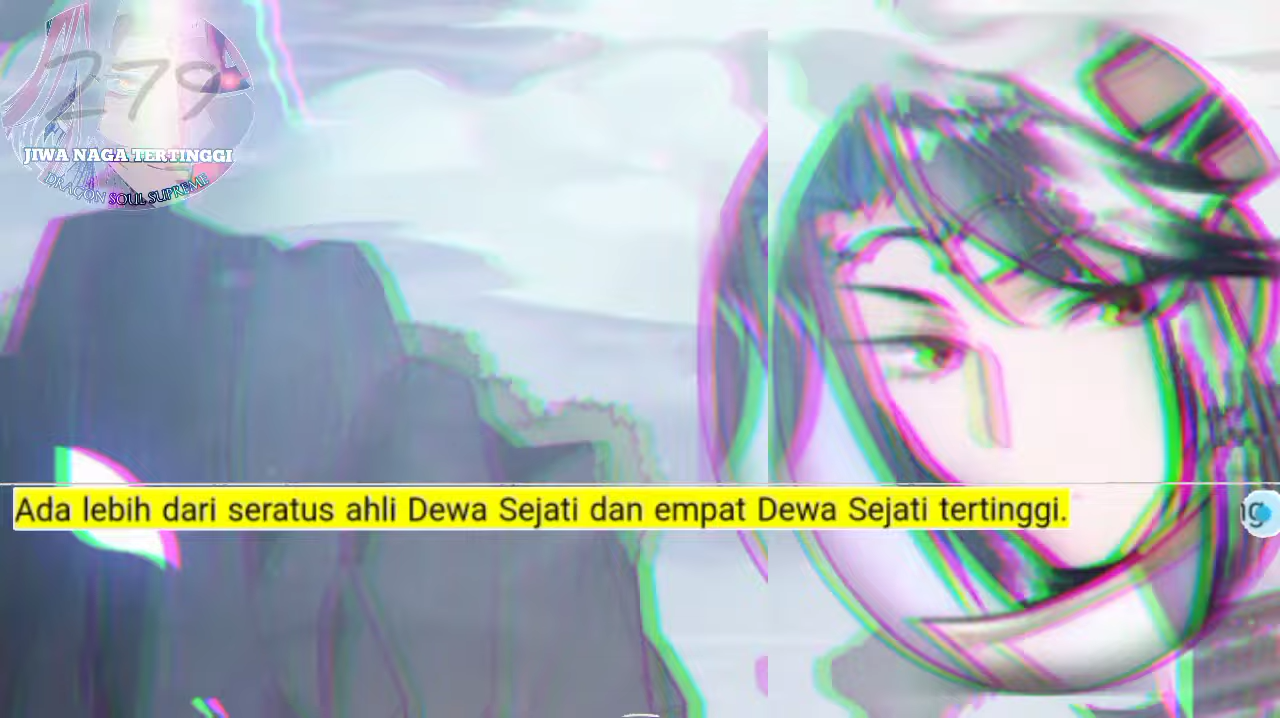 279
JIWA NAGA TERTINGGI
DRAGON SOUL SUPREME
Ada lebih dari seratus ahli Dewa Sejati dan empat Dewa Sejati tertinggi.